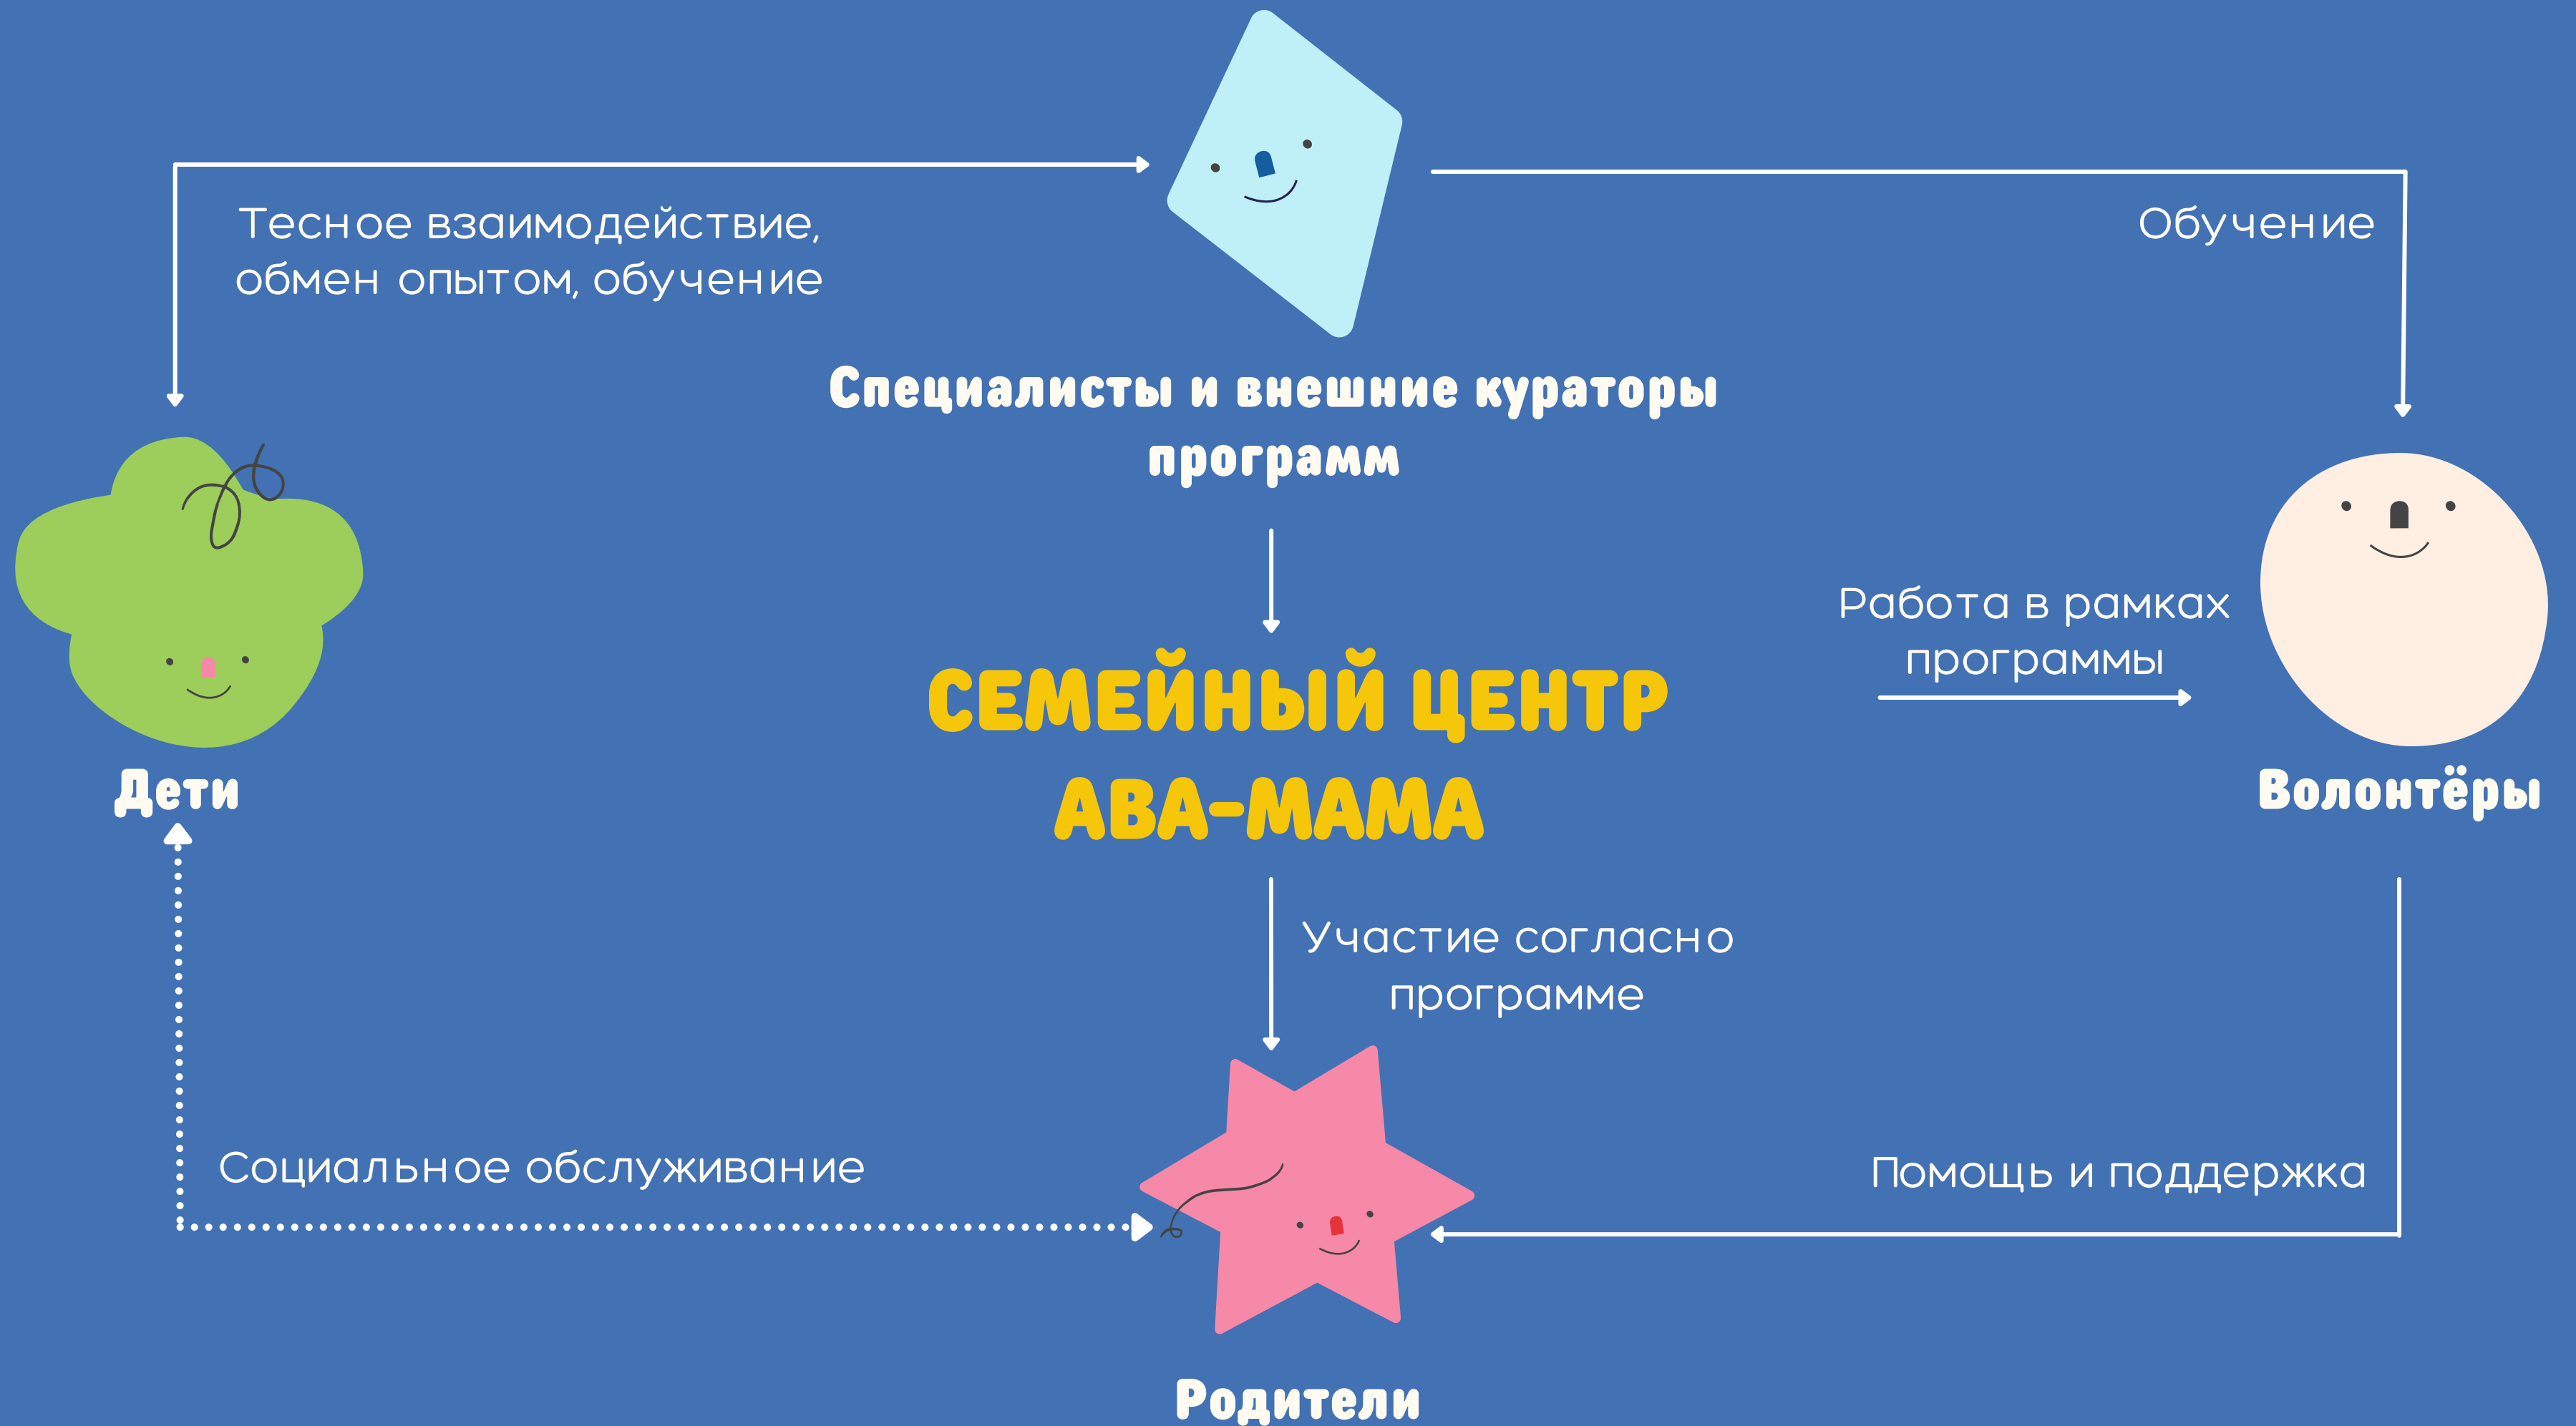 Тесное взаимодействие,
обмен опытом, обучение
Обучение
Специалисты и внешние кураторы
программ
Работа в рамках
программы
СЕМЕЙНЫЙ ЦЕНТР
АВА-МАМА
Дети
Волонтёры
Участие согласно
программе
Социальное обслуживание
Помощь и поддержка
Родители